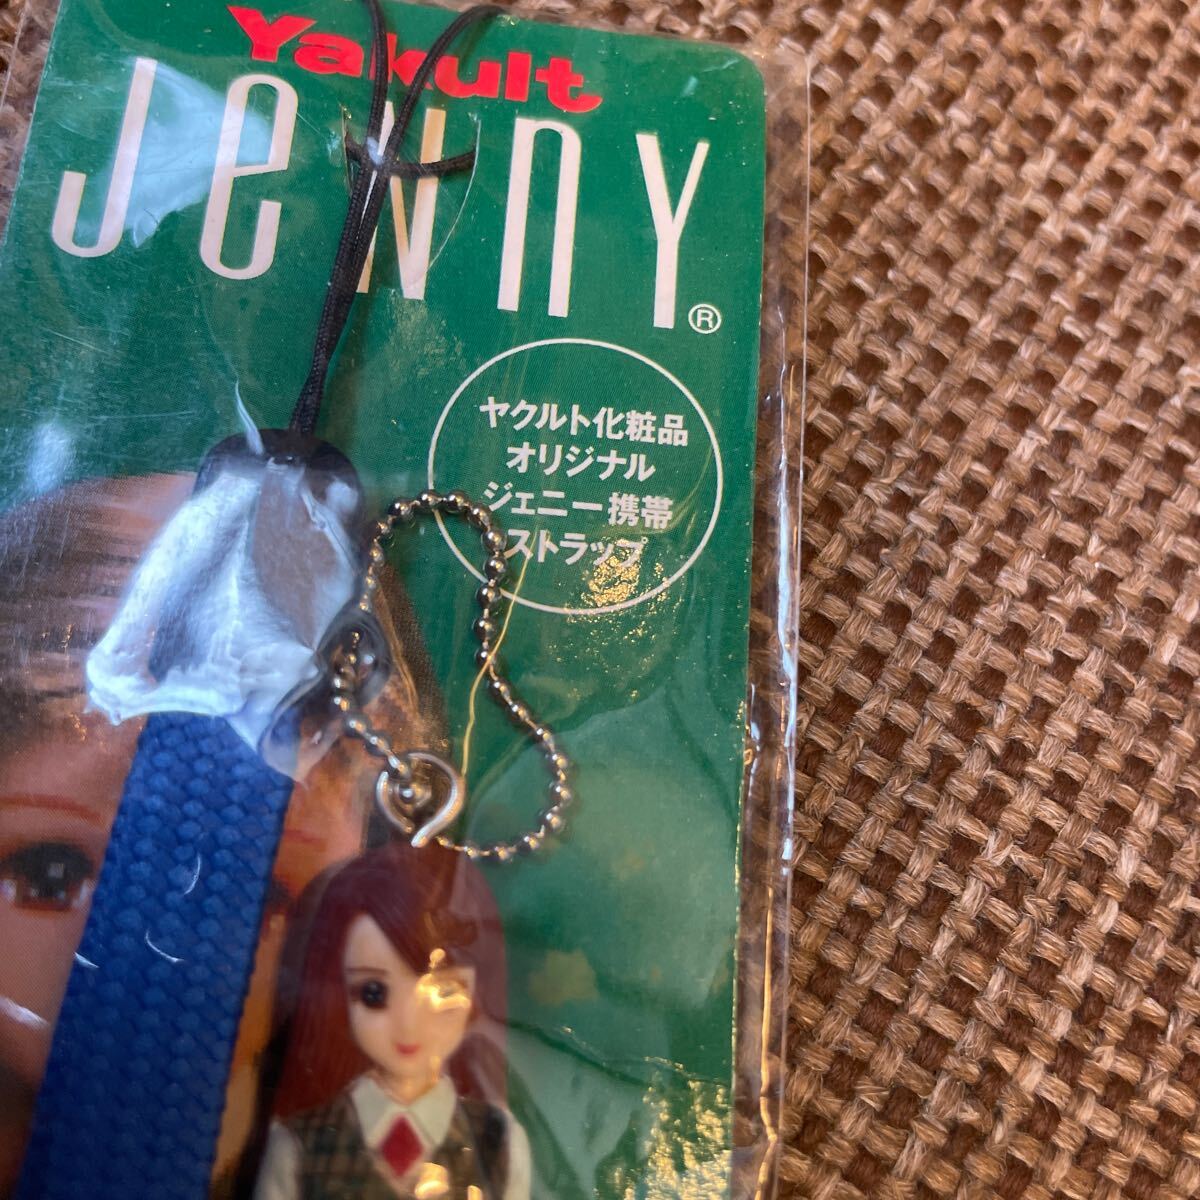 Yakult
JeNNY®
ヤクルト化粧品
オリジナル
ジェニー携帯
ストラップ